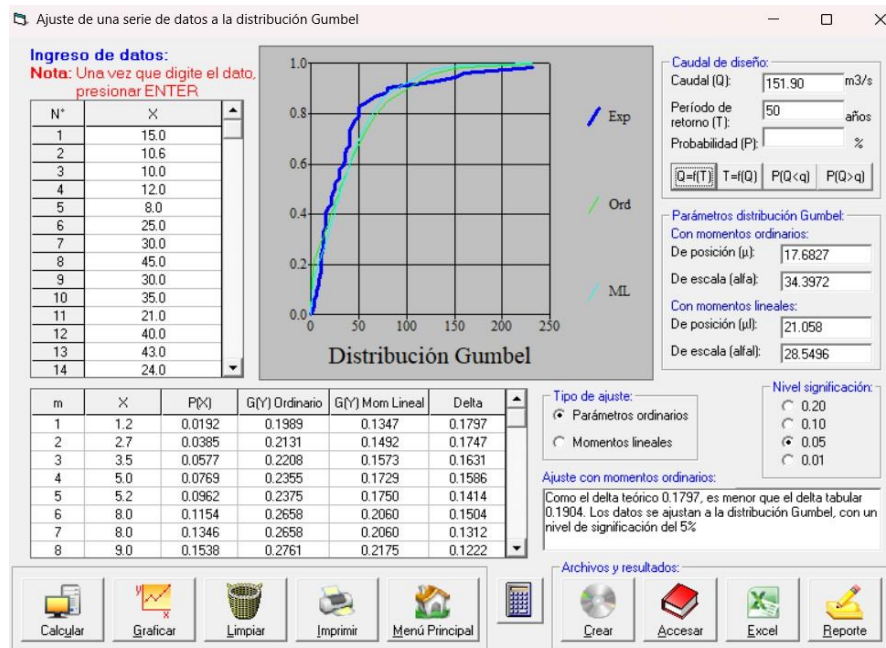 Ajuste de una serie de datos a la distribución Gumbel
Ingreso de datos:
Nota: Una vez que digite el dato,
presionar ENTER
N° X
1 15.0
2 10.6
3 10.0
4 12.0
5 8.0
6 25.0
7 30.0
8 45.0
9 30.0
10 35.0
11 21.0
12 40.0
13 43.0
14 24.0
1.0
0.8
0.6
0.4
0.2
0.0
0 50 100 150 200 250
Exp
Ord
ML
Distribución Gumbel
Caudal de diseño:
Caudal (Q): 151.90 m3/s
Período de
retorno (T): 50 años
Probabilidad (P): %
Q=f(T) T=f(Q) P(Q<q) P(Q>q)
Parámetros distribución Gumbel:
Con momentos ordinarios:
De posición (µ): 17.6827
De escala (alfa): 34.3972
Con momentos lineales:
De posición (µl): 21.058
De escala (alfal): 28.5496
m X P(X) G(Y) Ordinario G(Y) Mom Lineal Delta
1 1.2 0.0192 0.1989 0.1347 0.1797
2 2.7 0.0385 0.2131 0.1492 0.1747
3 3.5 0.0577 0.2208 0.1573 0.1631
4 5.0 0.0769 0.2355 0.1729 0.1586
5 5.2 0.0962 0.2375 0.1750 0.1414
6 8.0 0.1154 0.2658 0.2060 0.1504
7 8.0 0.1346 0.2658 0.2060 0.1312
8 9.0 0.1538 0.2761 0.2175 0.1222
Tipo de ajuste:
Parámetros ordinarios
Momentos lineales
Nivel significación:
0.20
0.10
0.05
0.01
Ajuste con momentos ordinarios:
Como el delta teórico 0.1797, es menor que el delta tabular
0.1904. Los datos se ajustan a la distribución Gumbel, con un
nivel de significación del 5%
Archivos y resultados:
Calcular Graficar Limpiar Imprimir Menú Principal Crear Accesar Excel Reporte